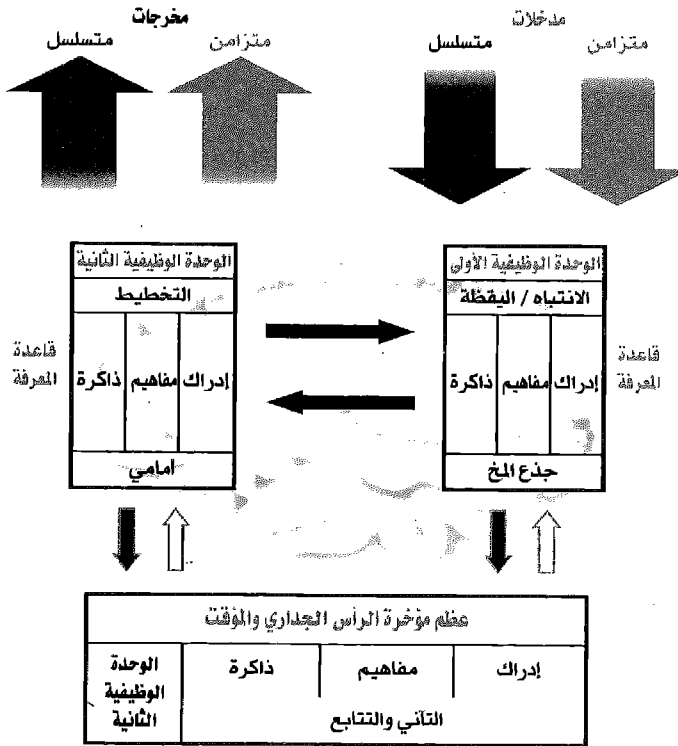 مدخلات
مخرجات
متزامن
متسلسل
متزامن
متسلسل
الوحدة الوظيفية الأولى
الانتباه / اليقظة
إدراك
مفاهيم
ذاكرة
جذع المخ
قاعدة
المعرفة
الوحدة الوظيفية الثانية
التخطيط
إدراك
مفاهيم
ذاكرة
أمامي
قاعدة
المعرفة
عظم مؤخرة الرأس الجداري والمؤقت
إدراك
مفاهيم
ذاكرة
التآني والتتابع
الوحدة
الوظيفية
الثانية